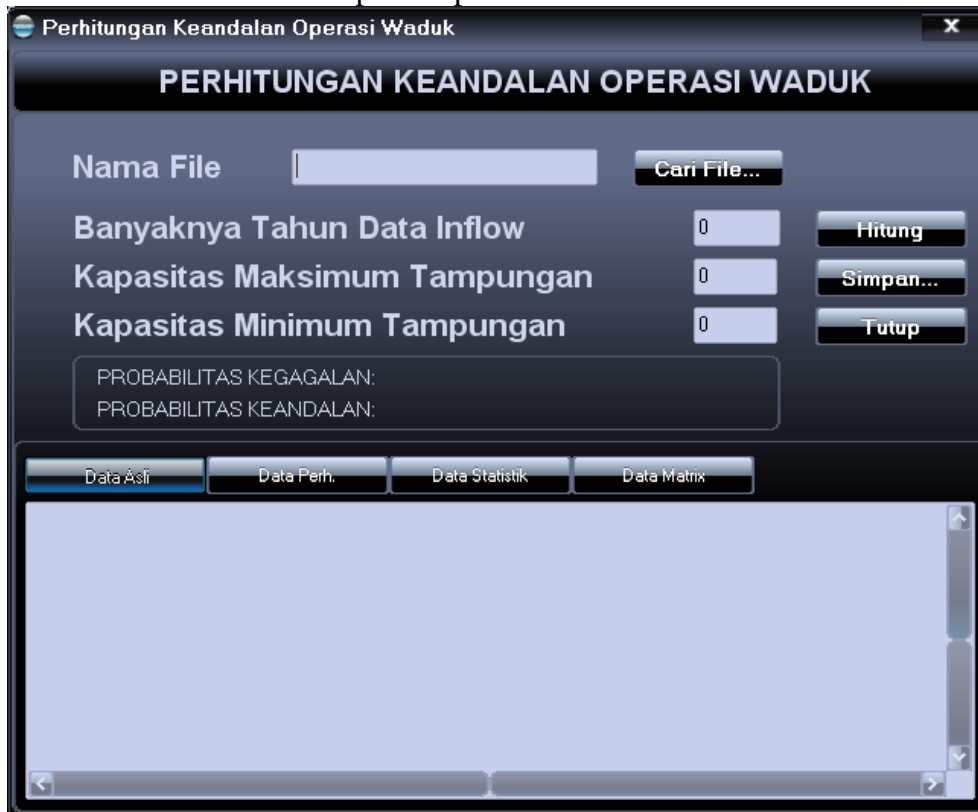 Perhitungan Keandalan Operasi Waduk X
PERHITUNGAN KEANDALAN OPERASI WADUK
Nama File Cari File...
Banyaknya Tahun Data Inflow 0 Hitung
Kapasitas Maksimum Tampungan 0 Simpan...
Kapasitas Minimum Tampungan 0 Tutup
PROBABILITAS KEGAGALAN:
PROBABILITAS KEANDALAN:
Data Asli Data Perh. Data Statistik Data Matrix